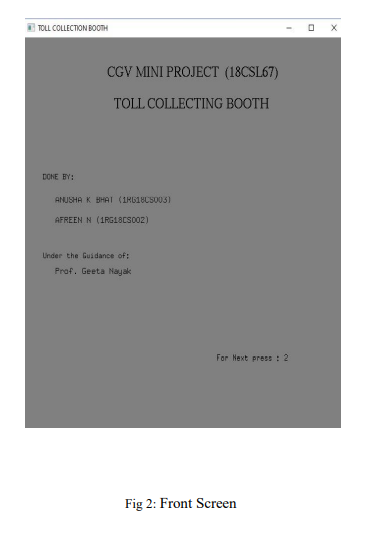 TOLL COLLECTION BOOTH
CGV MINI PROJECT (18CSL67)
TOLL COLLECTING BOOTH
DONE BY:
ANUSHA K BHAT (1RG18CS003)
AFREEN N (1RG18CS002)
Under the Guidance of:
Prof. Geeta Nayak
For Next press : 2
Fig 2: Front Screen